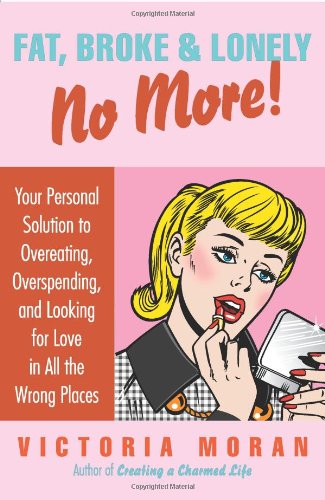 FAT, BROKE & LONELY
No More!
Your Personal
Solution to
Overeating,
Overspending,
and Looking
for Love
in All the
Wrong Places
VICTORIA MORAN
Author of Creating a Charmed Life